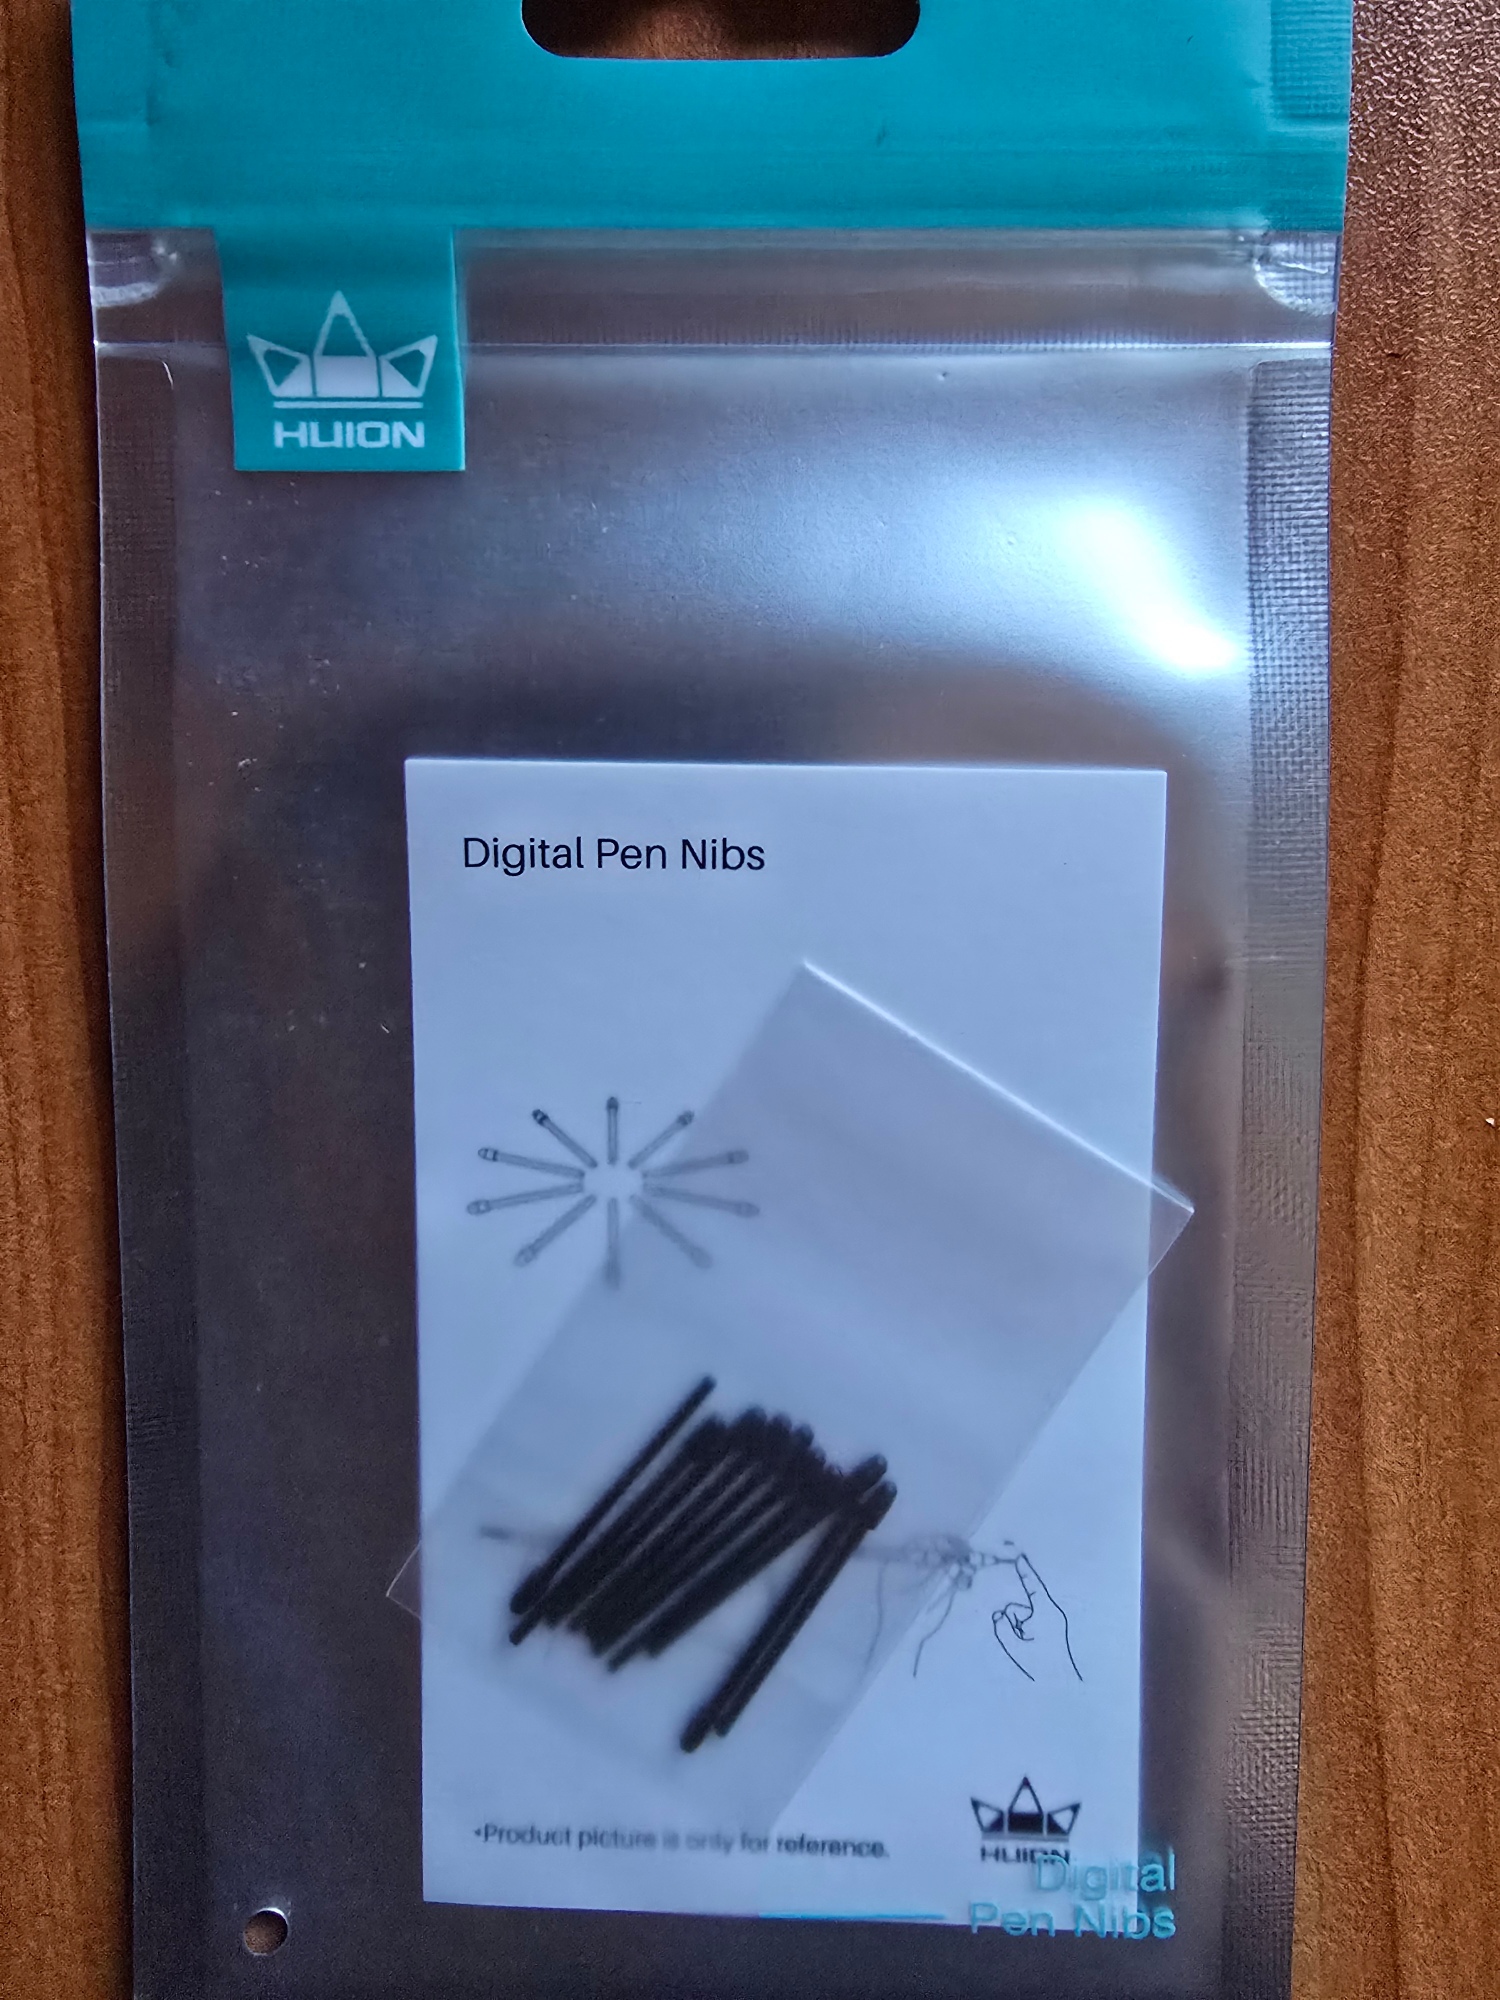 HUION
Digital Pen Nibs
*Product picture is only for reference.
HUION
Digital
Pen Nibs